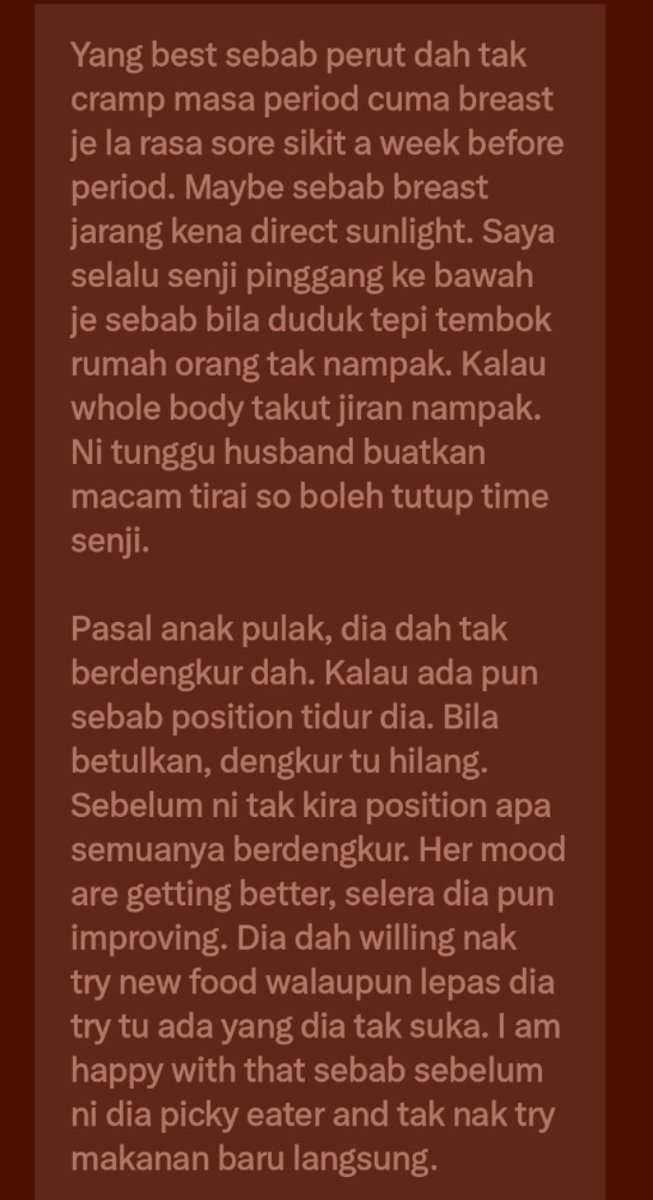 Yang best sebab perut dah tak
cramp masa period cuma breast
je la rasa sore sikit a week before
period. Maybe sebab breast
jarang kena direct sunlight. Saya
selalu senji pinggang ke bawah
je sebab bila duduk tepi tembok
rumah orang tak nampak. Kalau
whole body takut jiran nampak.
Ni tunggu husband buatkan
macam tirai so boleh tutup time
senji.
Pasal anak pulak, dia dah tak
berdengkur dah. Kalau ada pun
sebab position tidur dia. Bila
betulkan, dengkur tu hilang.
Sebelum ni tak kira position apa
semuanya berdengkur. Her mood
are getting better, selera dia pun
improving. Dia dah willing nak
try new food walaupun lepas dia
try tu ada yang dia tak suka. I am
happy with that sebab sebelum
ni dia picky eater and tak nak try
makanan baru langsung.